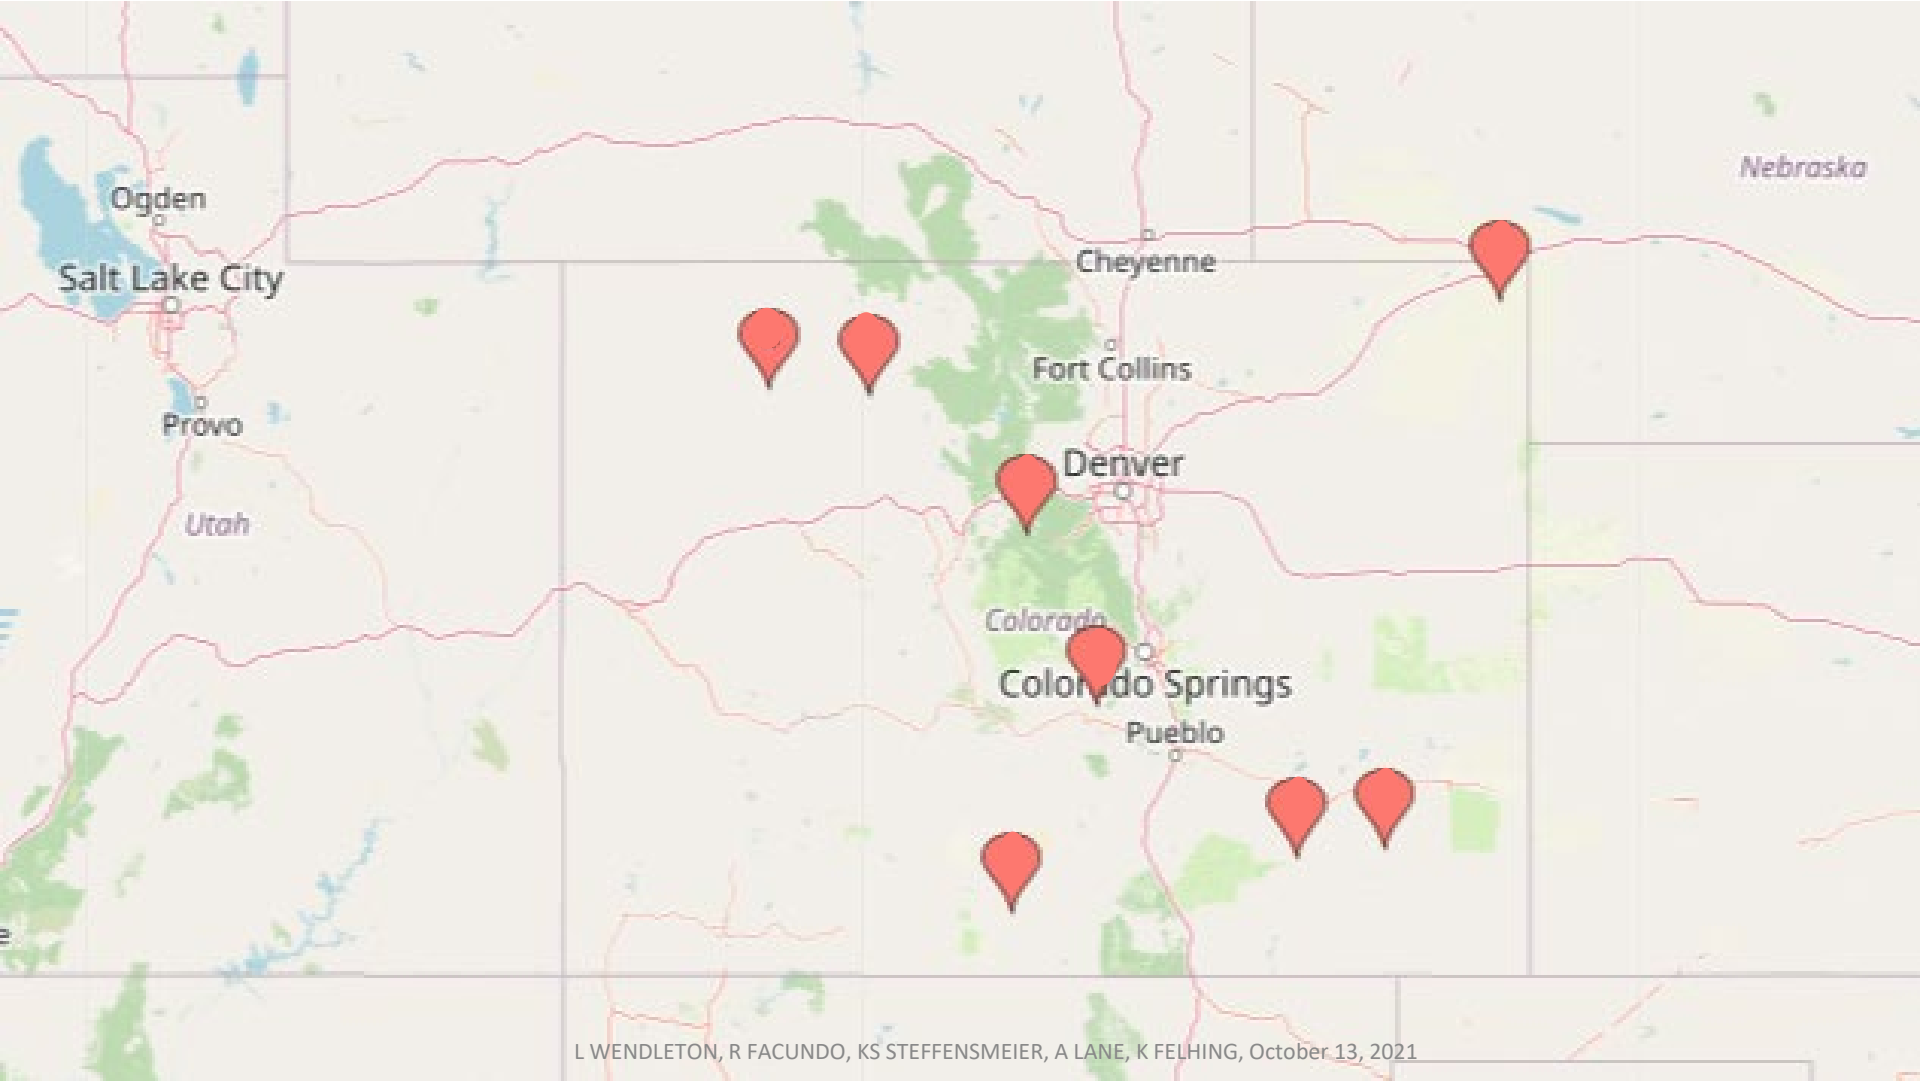 Nebraska
Ogden
Cheyenne
Salt Lake City
Fort Collins
Provo
Denver
Utah
Colorado
Colorado Springs
Pueblo
e
L WENDLETON, R FACUNDO, KS STEFFENSMEIER, A LANE, K FELHING, October 13, 2021